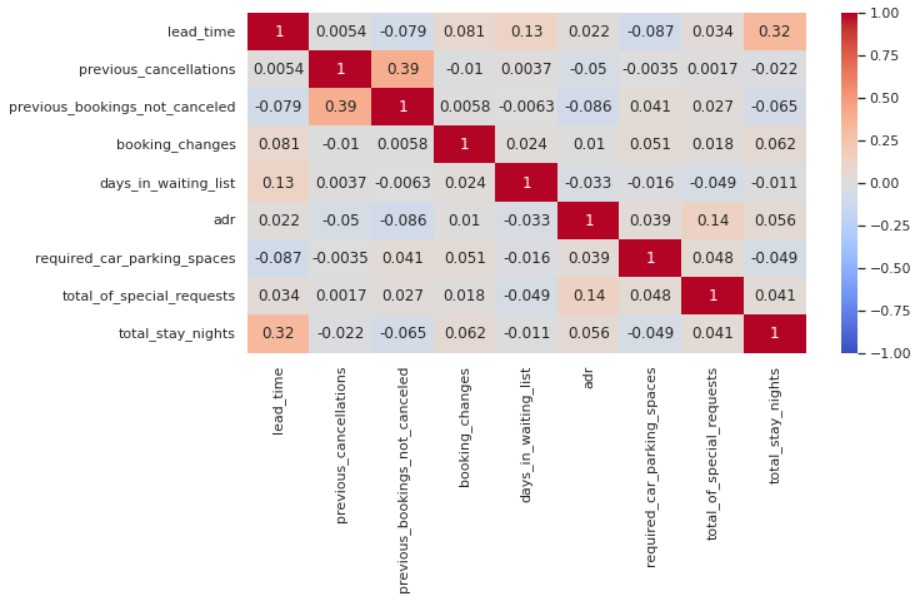 lead_time 1 0.0054 -0.079 0.081 0.13 0.022 -0.087 0.034 0.32
previous_cancellations 0.0054 1 0.39 -0.01 0.0037 -0.05 -0.0035 0.0017 -0.022
previous_bookings_not_canceled -0.079 0.39 1 0.0058 -0.0063 -0.086 0.041 0.027 -0.065
booking_changes 0.081 -0.01 0.0058 1 0.024 0.01 0.051 0.018 0.062
days_in_waiting_list 0.13 0.0037 -0.0063 0.024 1 -0.033 -0.016 -0.049 -0.011
adr 0.022 -0.05 -0.086 0.01 -0.033 1 0.039 0.14 0.056
required_car_parking_spaces -0.087 -0.0035 0.041 0.051 -0.016 0.039 1 0.048 -0.049
total_of_special_requests 0.034 0.0017 0.027 0.018 -0.049 0.14 0.048 1 0.041
total_stay_nights 0.32 -0.022 -0.065 0.062 -0.011 0.056 -0.049 0.041 1
lead_time
previous_cancellations
previous_bookings_not_canceled
booking_changes
days_in_waiting_list
adr
required_car_parking_spaces
total_of_special_requests
total_stay_nights
1.00
0.75
0.50
0.25
0.00
−0.25
−0.50
−0.75
−1.00